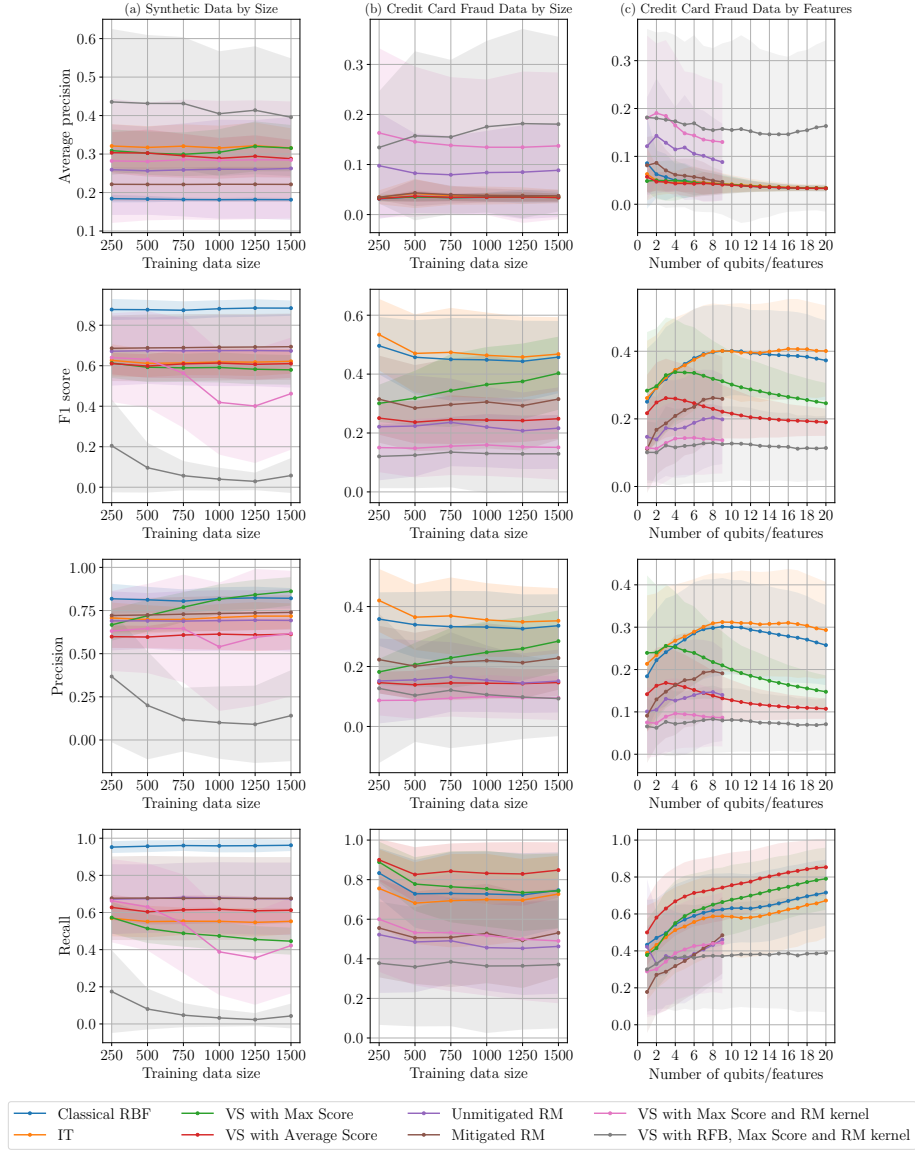 (a) Synthetic Data by Size
(b) Credit Card Fraud Data by Size
(c) Credit Card Fraud Data by Features
Average precision
0.6
0.5
0.4
0.3
0.2
0.1
250 500 750 1000 1250 1500
Training data size
0.3
0.2
0.1
0.0
250 500 750 1000 1250 1500
Training data size
0.4
0.3
0.2
0.1
0.0
0 2 4 6 8 10 12 14 16 18 20
Number of qubits/features
F1 score
0.8
0.6
0.4
0.2
0.0
250 500 750 1000 1250 1500
Training data size
0.6
0.4
0.2
0.0
250 500 750 1000 1250 1500
Training data size
0.4
0.2
0.0
0 2 4 6 8 10 12 14 16 18 20
Number of qubits/features
Precision
1.00
0.75
0.50
0.25
0.00
250 500 750 1000 1250 1500
Training data size
0.4
0.2
0.0
250 500 750 1000 1250 1500
Training data size
0.4
0.3
0.2
0.1
0.0
0 2 4 6 8 10 12 14 16 18 20
Number of qubits/features
Recall
1.0
0.8
0.6
0.4
0.2
0.0
250 500 750 1000 1250 1500
Training data size
1.0
0.8
0.6
0.4
0.2
0.0
250 500 750 1000 1250 1500
Training data size
1.0
0.8
0.6
0.4
0.2
0.0
0 2 4 6 8 10 12 14 16 18 20
Number of qubits/features
Classical RBF
IT
VS with Max Score
VS with Average Score
Unmitigated RM
Mitigated RM
VS with Max Score and RM kernel
VS with RFB, Max Score and RM kernel